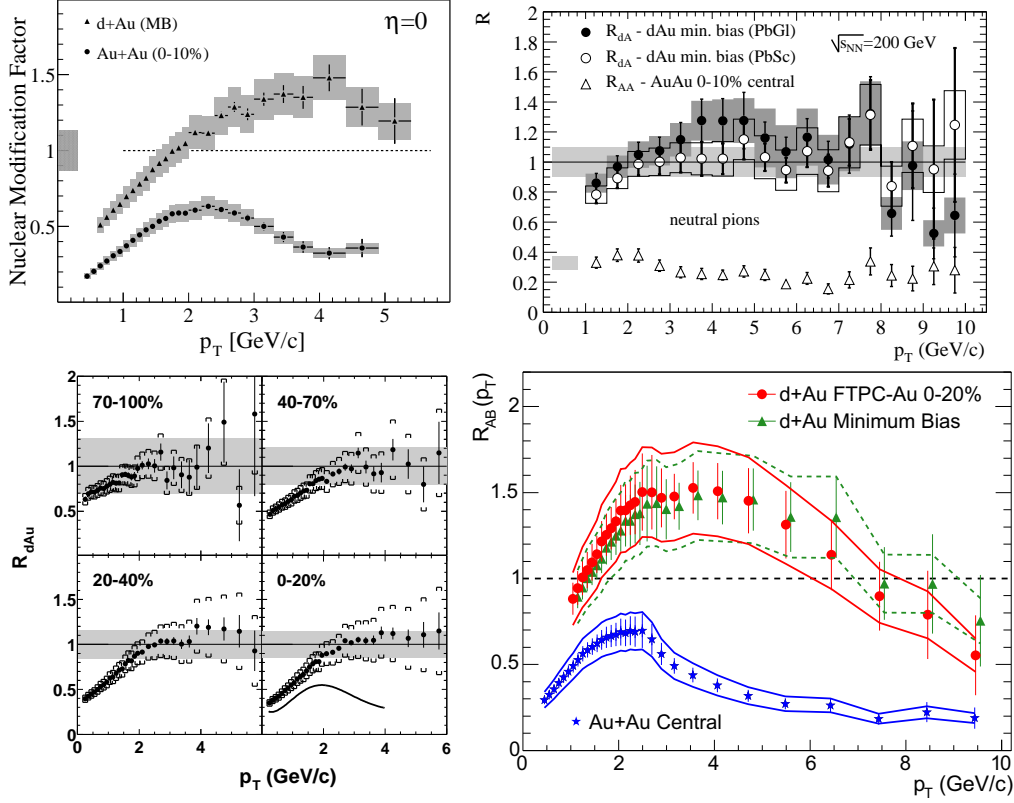 Nuclear Modification Factor
▲ d+Au (MB)
● Au+Au (0-10%)
η=0
1.5
1
0.5
1 2 3 4 5
p_T [GeV/c]
R
● R_dA - dAu min. bias (PbGl)
○ R_dA - dAu min. bias (PbSc)
△ R_AA - AuAu 0-10% central
√s_NN=200 GeV
2
1.8
1.6
1.4
1.2
1
0.8
0.6
0.4
0.2
0
neutral pions
0 1 2 3 4 5 6 7 8 9 10
p_T (GeV/c)
R_dAu
2
1.5
1
0.5
70-100%
40-70%
2
1.5
1
0.5
0
20-40%
0-20%
0 2 4 0 2 4 6
p_T (GeV/c)
R_AB(p_T)
● d+Au FTPC-Au 0-20%
▲ d+Au Minimum Bias
2
1.5
1
0.5
0
★ Au+Au Central
0 2 4 6 8 10
p_T (GeV/c)